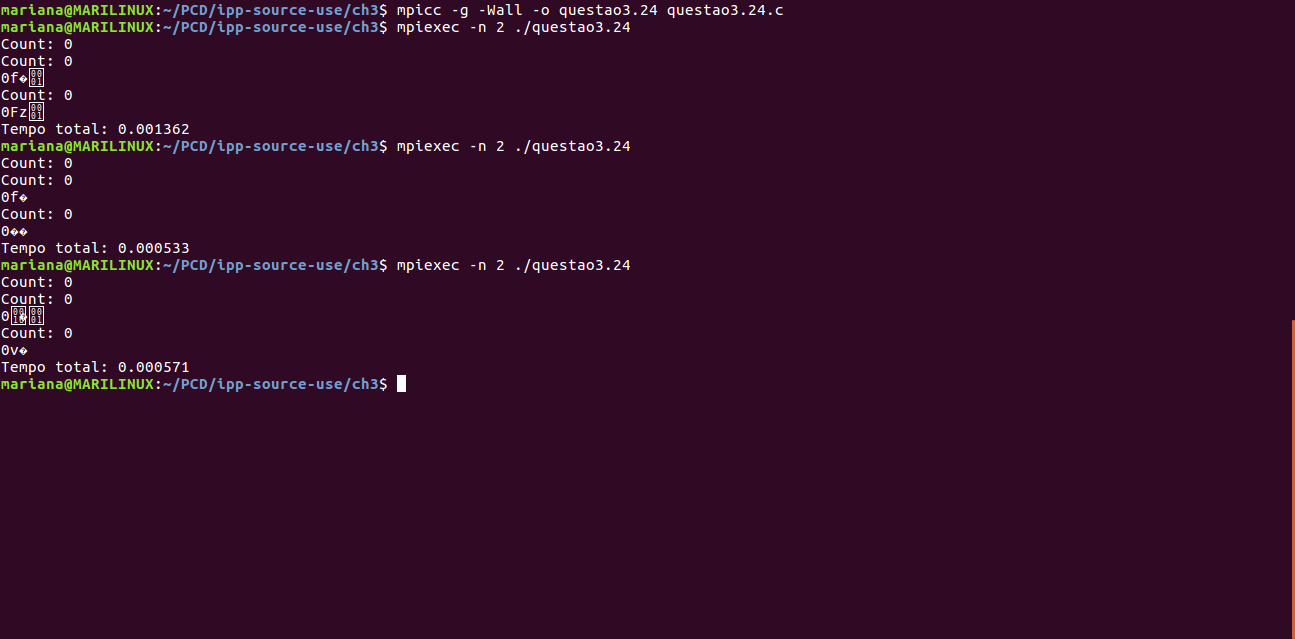 mariana@MARILINUX:~/PCD/ipp-source-use/ch3$ mpicc -g -Wall -o questao3.24 questao3.24.c
mariana@MARILINUX:~/PCD/ipp-source-use/ch3$ mpiexec -n 2 ./questao3.24
Count: 0
Count: 0
0f�
Count: 0
0Fz
Tempo total: 0.001362
mariana@MARILINUX:~/PCD/ipp-source-use/ch3$ mpiexec -n 2 ./questao3.24
Count: 0
Count: 0
0f�
Count: 0
0��
Tempo total: 0.000533
mariana@MARILINUX:~/PCD/ipp-source-use/ch3$ mpiexec -n 2 ./questao3.24
Count: 0
Count: 0
0�
Count: 0
0v�
Tempo total: 0.000571
mariana@MARILINUX:~/PCD/ipp-source-use/ch3$